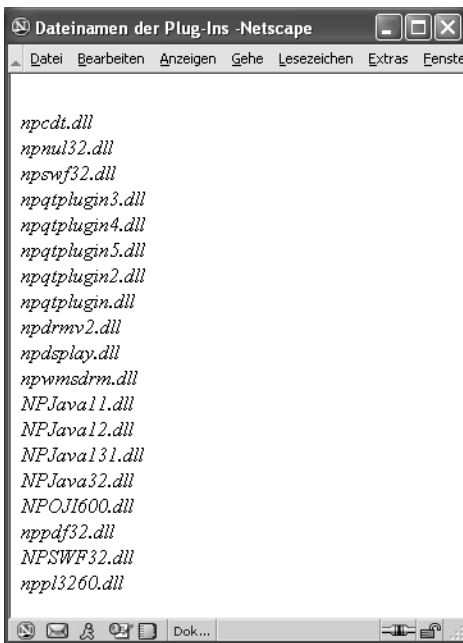 Dateinamen der Plug-Ins -Netscape
Datei Bearbeiten Anzeigen Gehe Lesezeichen Extras Fenste
npcdt.dll
npnul32.dll
npswf32.dll
npqtplugin3.dll
npqtplugin4.dll
npqtplugin5.dll
npqtplugin2.dll
npqtplugin.dll
npdrmv2.dll
npdsplay.dll
npwmsdrm.dll
NPJava11.dll
NPJava12.dll
NPJava131.dll
NPJava32.dll
NPOJI600.dll
nppdf32.dll
NPSWF32.dll
nppl3260.dll
Dok...